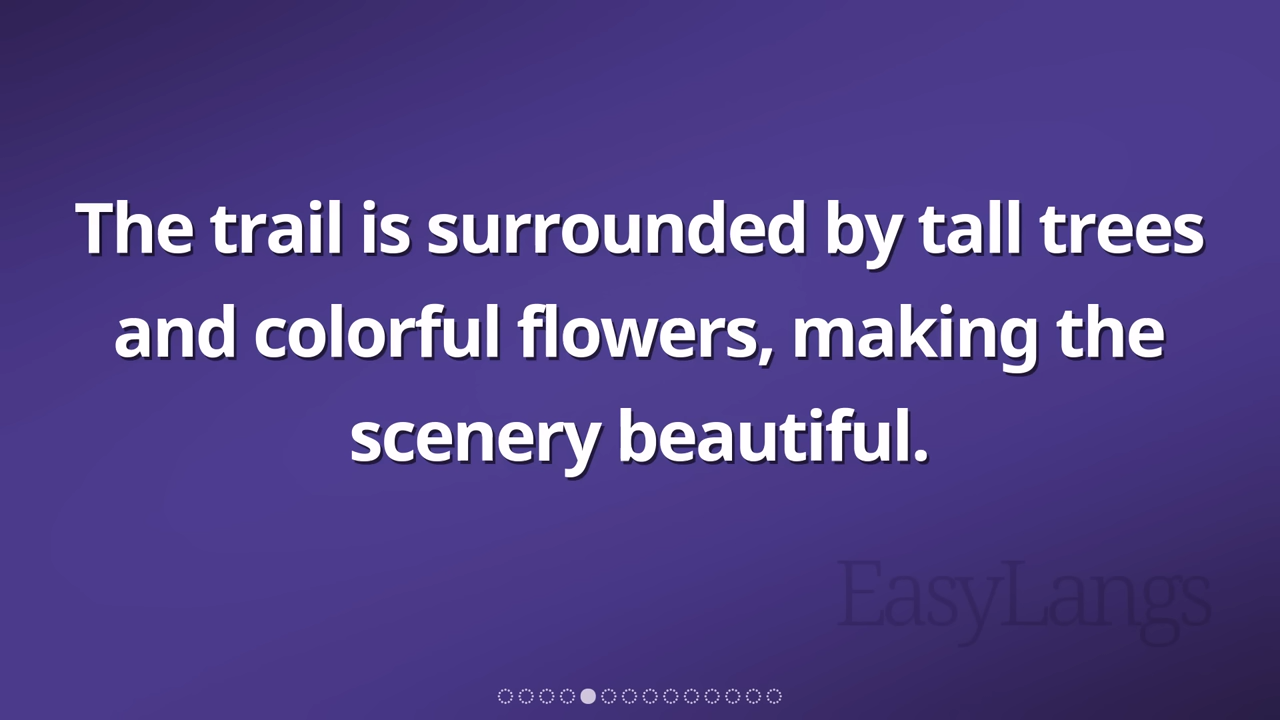 The trail is surrounded by tall trees
and colorful flowers, making the
scenery beautiful.
EasyLangs